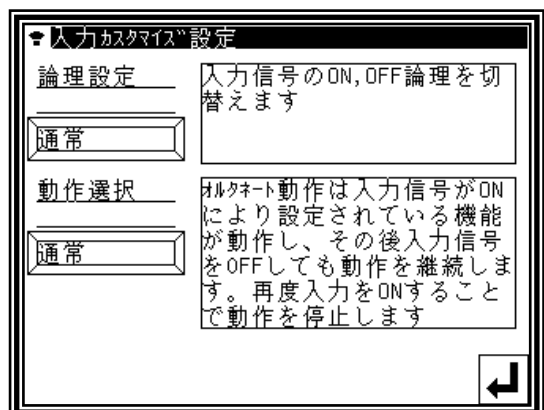 入力ｶｽﾀﾏｲｽﾞ設定
論理設定
入力信号のON,OFF論理を切
替えます
通常
動作選択
ｵﾙﾀﾈｰﾄ動作は入力信号がON
により設定されている機能
が動作し、その後入力信号
をOFFしても動作を継続しま
す。再度入力をONすること
で動作を停止します
通常